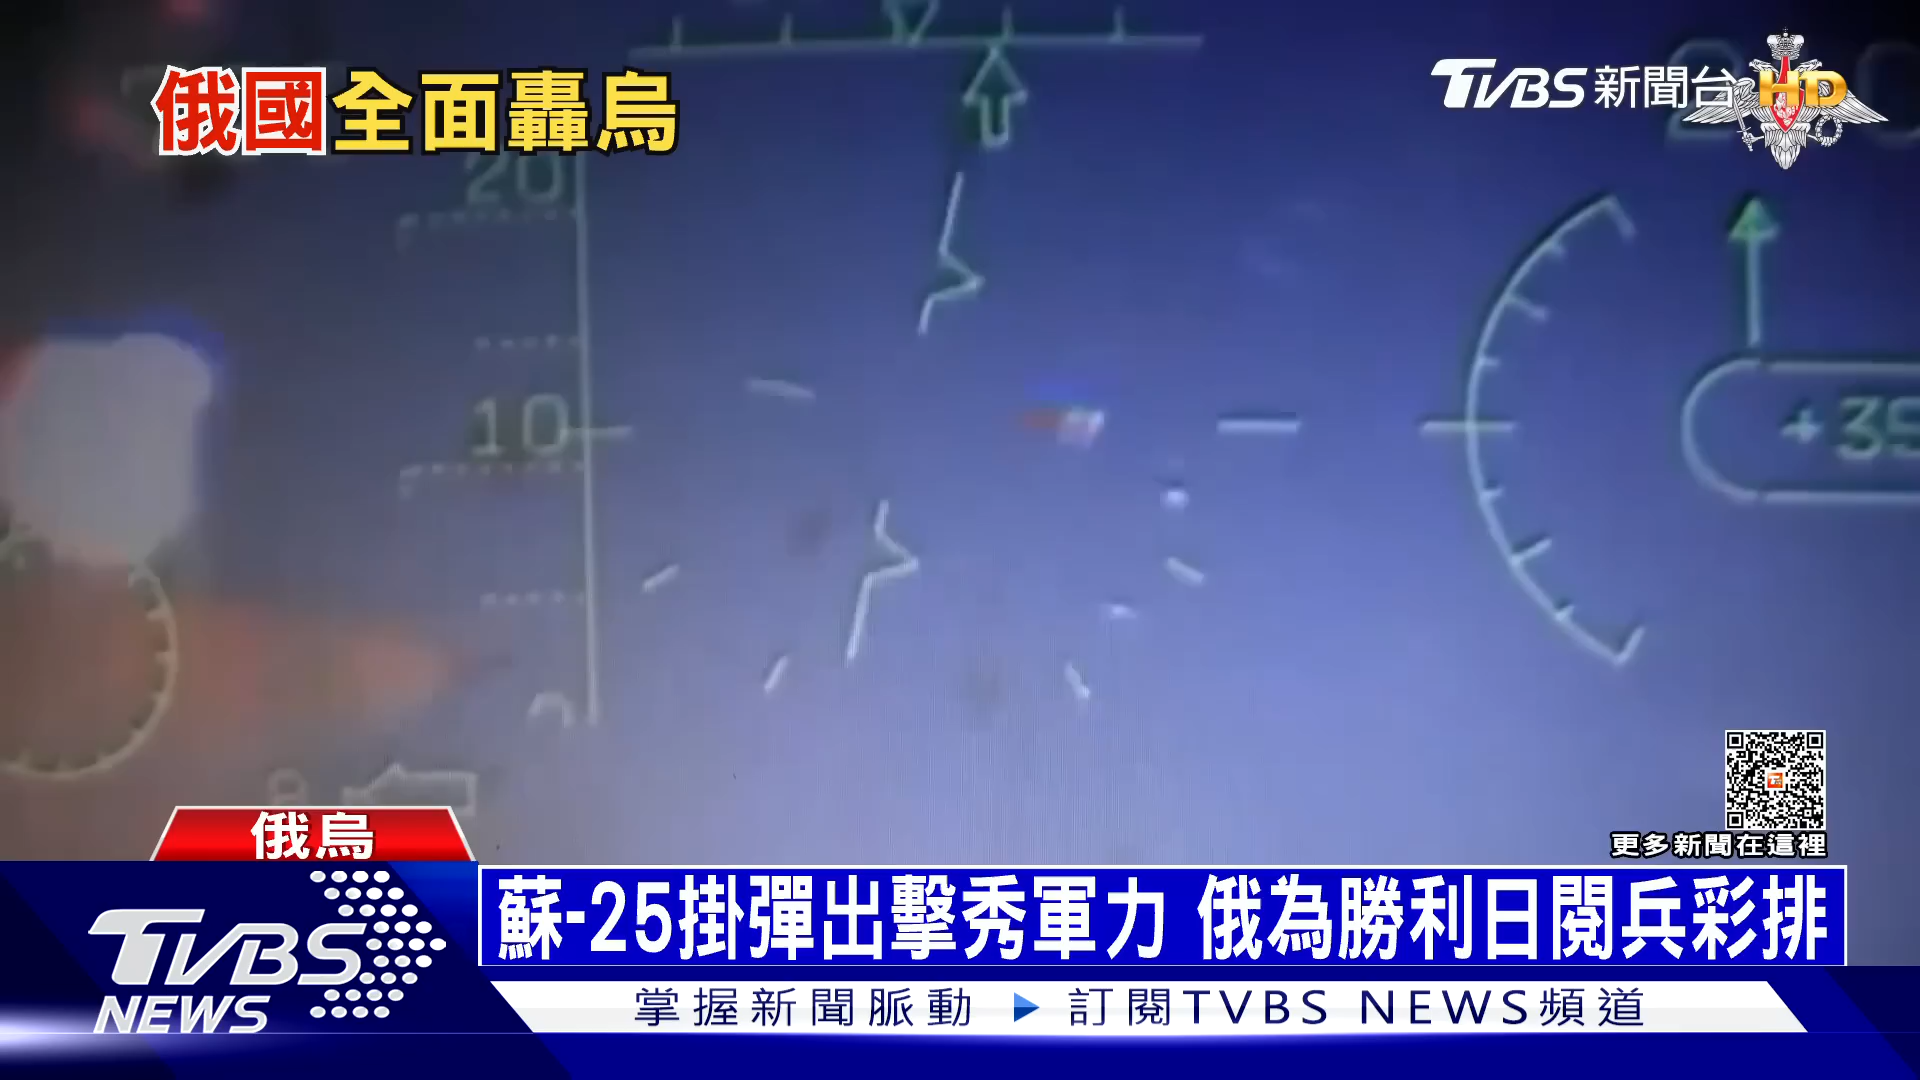 俄國全面轟烏
TVBS新聞台 HD
20
10
0
+35
俄烏
更多新聞在這裡
蘇-25掛彈出擊秀軍力 俄為勝利日閱兵彩排
TVBS NEWS
掌握新聞脈動 ▶ 訂閱TVBS NEWS頻道